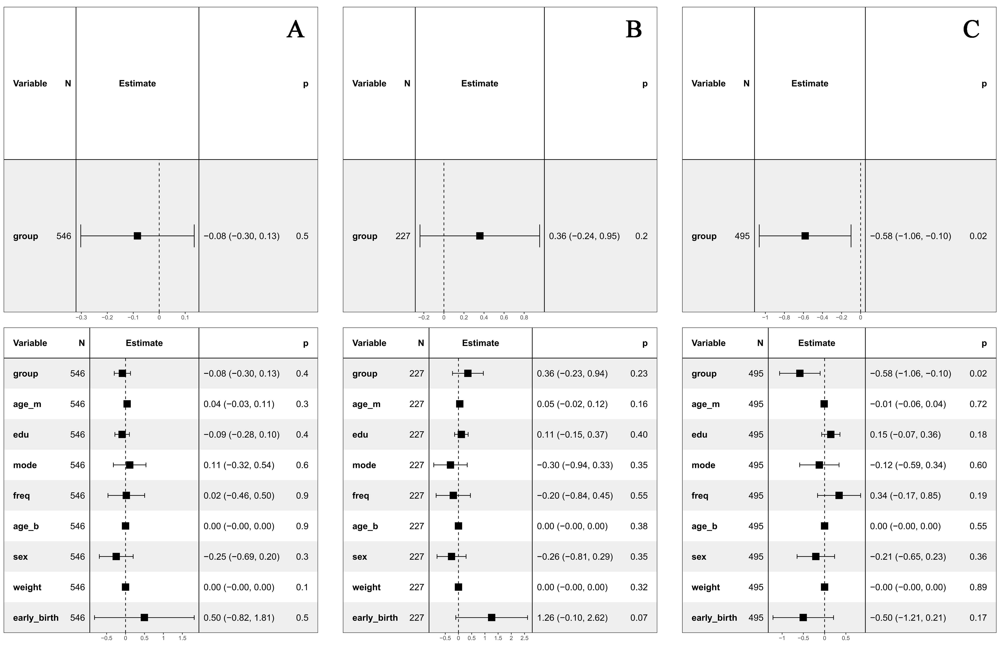 A
Variable N Estimate p
group 546 −0.08 (−0.30, 0.13) 0.5
−0.3 −0.2 −0.1 0 0.1
B
Variable N Estimate p
group 227 0.36 (−0.24, 0.95) 0.2
−0.2 0 0.2 0.4 0.6 0.8
C
Variable N Estimate p
group 495 −0.58 (−1.06, −0.10) 0.02
−1 −0.8 −0.6 −0.4 −0.2 0
Variable N Estimate p
group 546 −0.08 (−0.30, 0.13) 0.4
age_m 546 0.04 (−0.03, 0.11) 0.3
edu 546 −0.09 (−0.28, 0.10) 0.4
mode 546 0.11 (−0.32, 0.54) 0.6
freq 546 0.02 (−0.46, 0.50) 0.9
age_b 546 0.00 (−0.00, 0.00) 0.9
sex 546 −0.25 (−0.69, 0.20) 0.3
weight 546 0.00 (−0.00, 0.00) 0.1
early_birth 546 0.50 (−0.82, 1.81) 0.5
−0.5 0 0.5 1 1.5
Variable N Estimate p
group 227 0.36 (−0.23, 0.94) 0.23
age_m 227 0.05 (−0.02, 0.12) 0.16
edu 227 0.11 (−0.15, 0.37) 0.40
mode 227 −0.30 (−0.94, 0.33) 0.35
freq 227 −0.20 (−0.84, 0.45) 0.55
age_b 227 0.00 (−0.00, 0.00) 0.38
sex 227 −0.26 (−0.81, 0.29) 0.35
weight 227 0.00 (−0.00, 0.00) 0.32
early_birth 227 1.26 (−0.10, 2.62) 0.07
−0.5 0 0.5 1 1.5 2 2.5
Variable N Estimate p
group 495 −0.58 (−1.06, −0.10) 0.02
age_m 495 −0.01 (−0.06, 0.04) 0.72
edu 495 0.15 (−0.07, 0.36) 0.18
mode 495 −0.12 (−0.59, 0.34) 0.60
freq 495 0.34 (−0.17, 0.85) 0.19
age_b 495 0.00 (−0.00, 0.00) 0.55
sex 495 −0.21 (−0.65, 0.23) 0.36
weight 495 −0.00 (−0.00, 0.00) 0.89
early_birth 495 −0.50 (−1.21, 0.21) 0.17
−1 −0.5 0 0.5